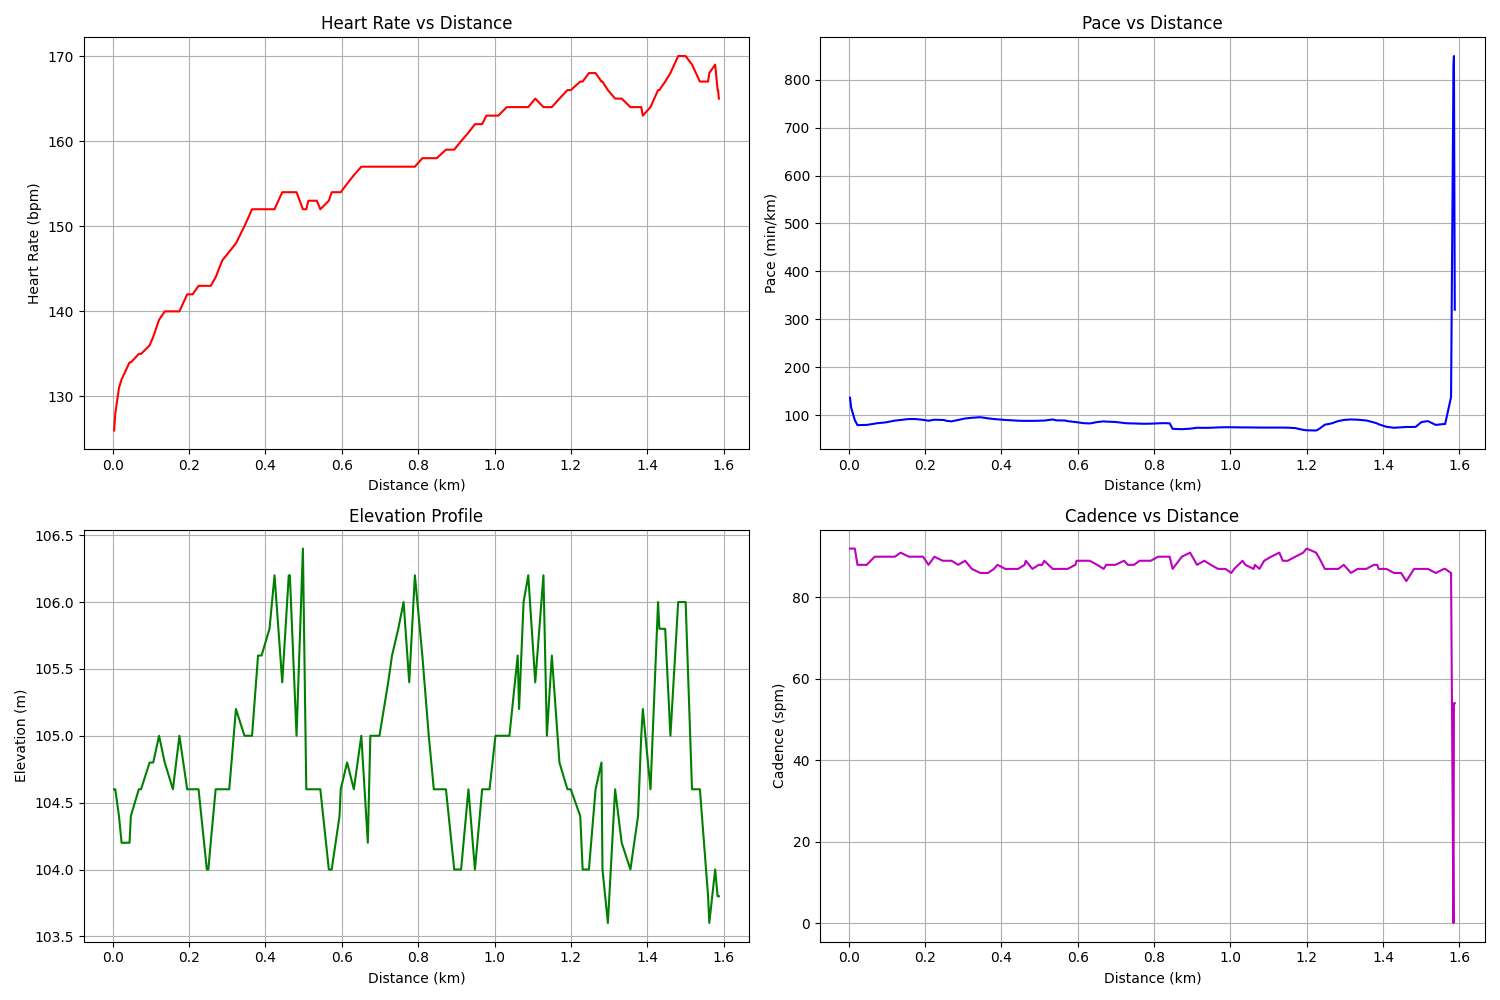 Heart Rate vs Distance
Heart Rate (bpm)
170
160
150
140
130
0.0 0.2 0.4 0.6 0.8 1.0 1.2 1.4 1.6
Distance (km)
Pace vs Distance
Pace (min/km)
800
700
600
500
400
300
200
100
0.0 0.2 0.4 0.6 0.8 1.0 1.2 1.4 1.6
Distance (km)
Elevation Profile
Elevation (m)
106.5
106.0
105.5
105.0
104.5
104.0
103.5
0.0 0.2 0.4 0.6 0.8 1.0 1.2 1.4 1.6
Distance (km)
Cadence vs Distance
Cadence (spm)
80
60
40
20
0
0.0 0.2 0.4 0.6 0.8 1.0 1.2 1.4 1.6
Distance (km)